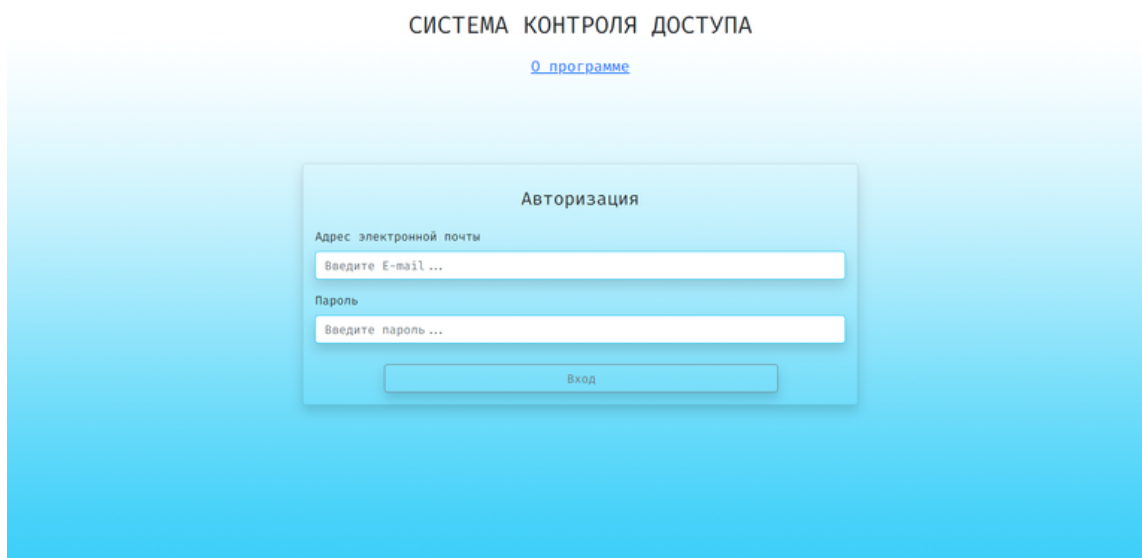 СИСТЕМА КОНТРОЛЯ ДОСТУПА
О программе
Авторизация
Адрес электронной почты
Введите E-mail...
Пароль
Введите пароль...
Вход